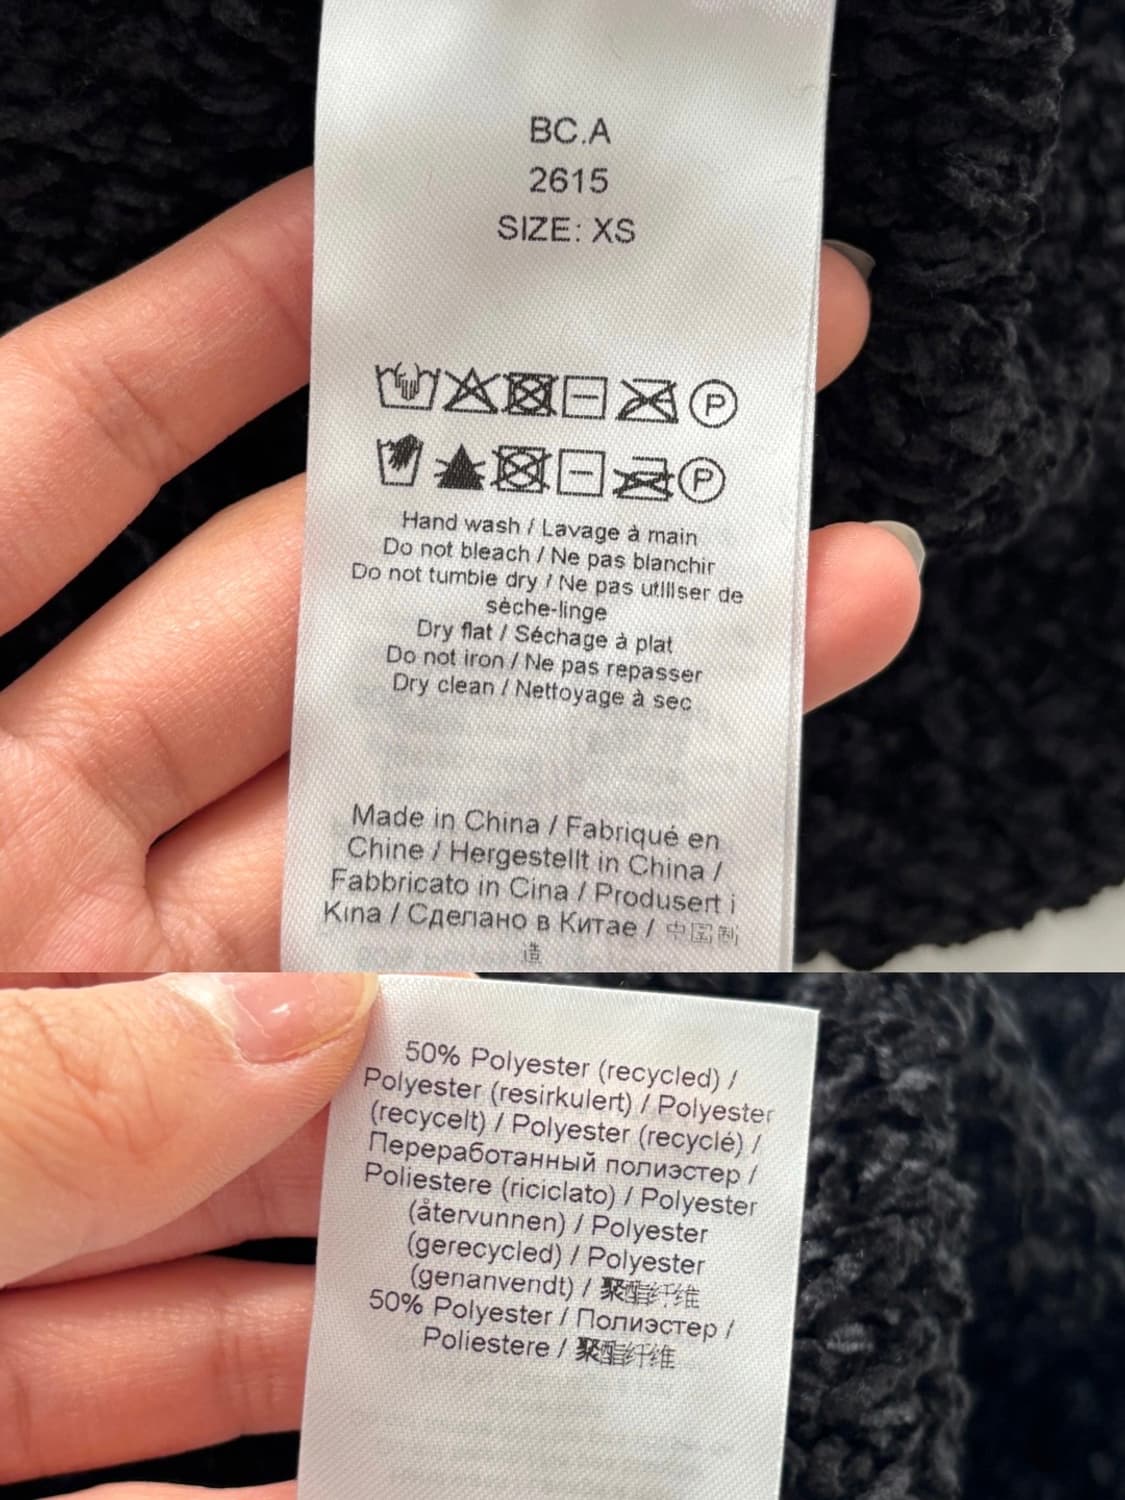 BC.A
2615
SIZE: XS
P
P
Hand wash / Lavage à main
Do not bleach / Ne pas blanchir
Do not tumble dry / Ne pas utiliser de
sèche-linge
Dry flat / Séchage à plat
Do not iron / Ne pas repasser
Dry clean / Nettoyage à sec
Made in China / Fabriqué en
Chine / Hergestellt in China /
Fabbricato in Cina / Produsert i
Kina / Сделано в Китае / 中国制
造
50% Polyester (recycled) /
Polyester (resirkulert) / Polyester
(recycelt) / Polyester (recyclé) /
Переработанный полиэстер /
Poliestere (riciclato) / Polyester
(återvunnen) / Polyester
(gerecycled) / Polyester
(genanvendt) / 聚酯纤维
50% Polyester / Полиэстер /
Poliestere / 聚酯纤维